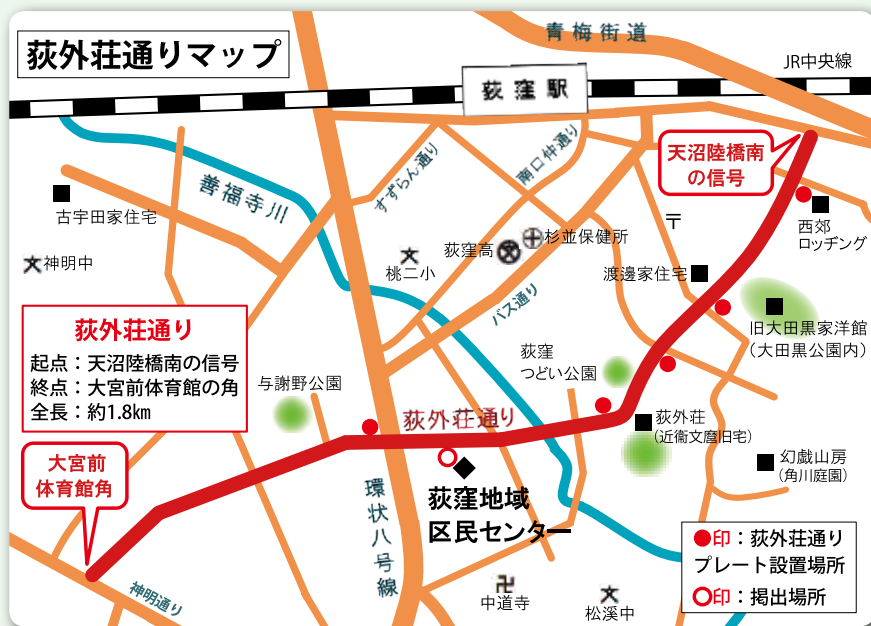 荻外荘通りマップ
青梅街道
JR中央線
荻窪駅
天沼陸橋南
の信号
すずらん通り
南口仲通り
善福寺川
古宇田家住宅
神明中
桃二小
荻窪高
杉並保健所
〒
西郊
ロッヂング
渡邊家住宅
バス通り
旧大田黒家洋館
(大田黒公園内)
荻外荘通り
起点：天沼陸橋南の信号
終点：大宮前体育館の角
全長：約1.8km
与謝野公園
荻窪
つどい公園
荻外荘通り
荻外荘
(近衞文麿旧宅)
幻戯山房
(角川庭園)
大宮前
体育館角
荻窪地域
区民センター
環状八号線
神明通り
中道寺
松溪中
●印：荻外荘通り
プレート設置場所
○印：掲出場所